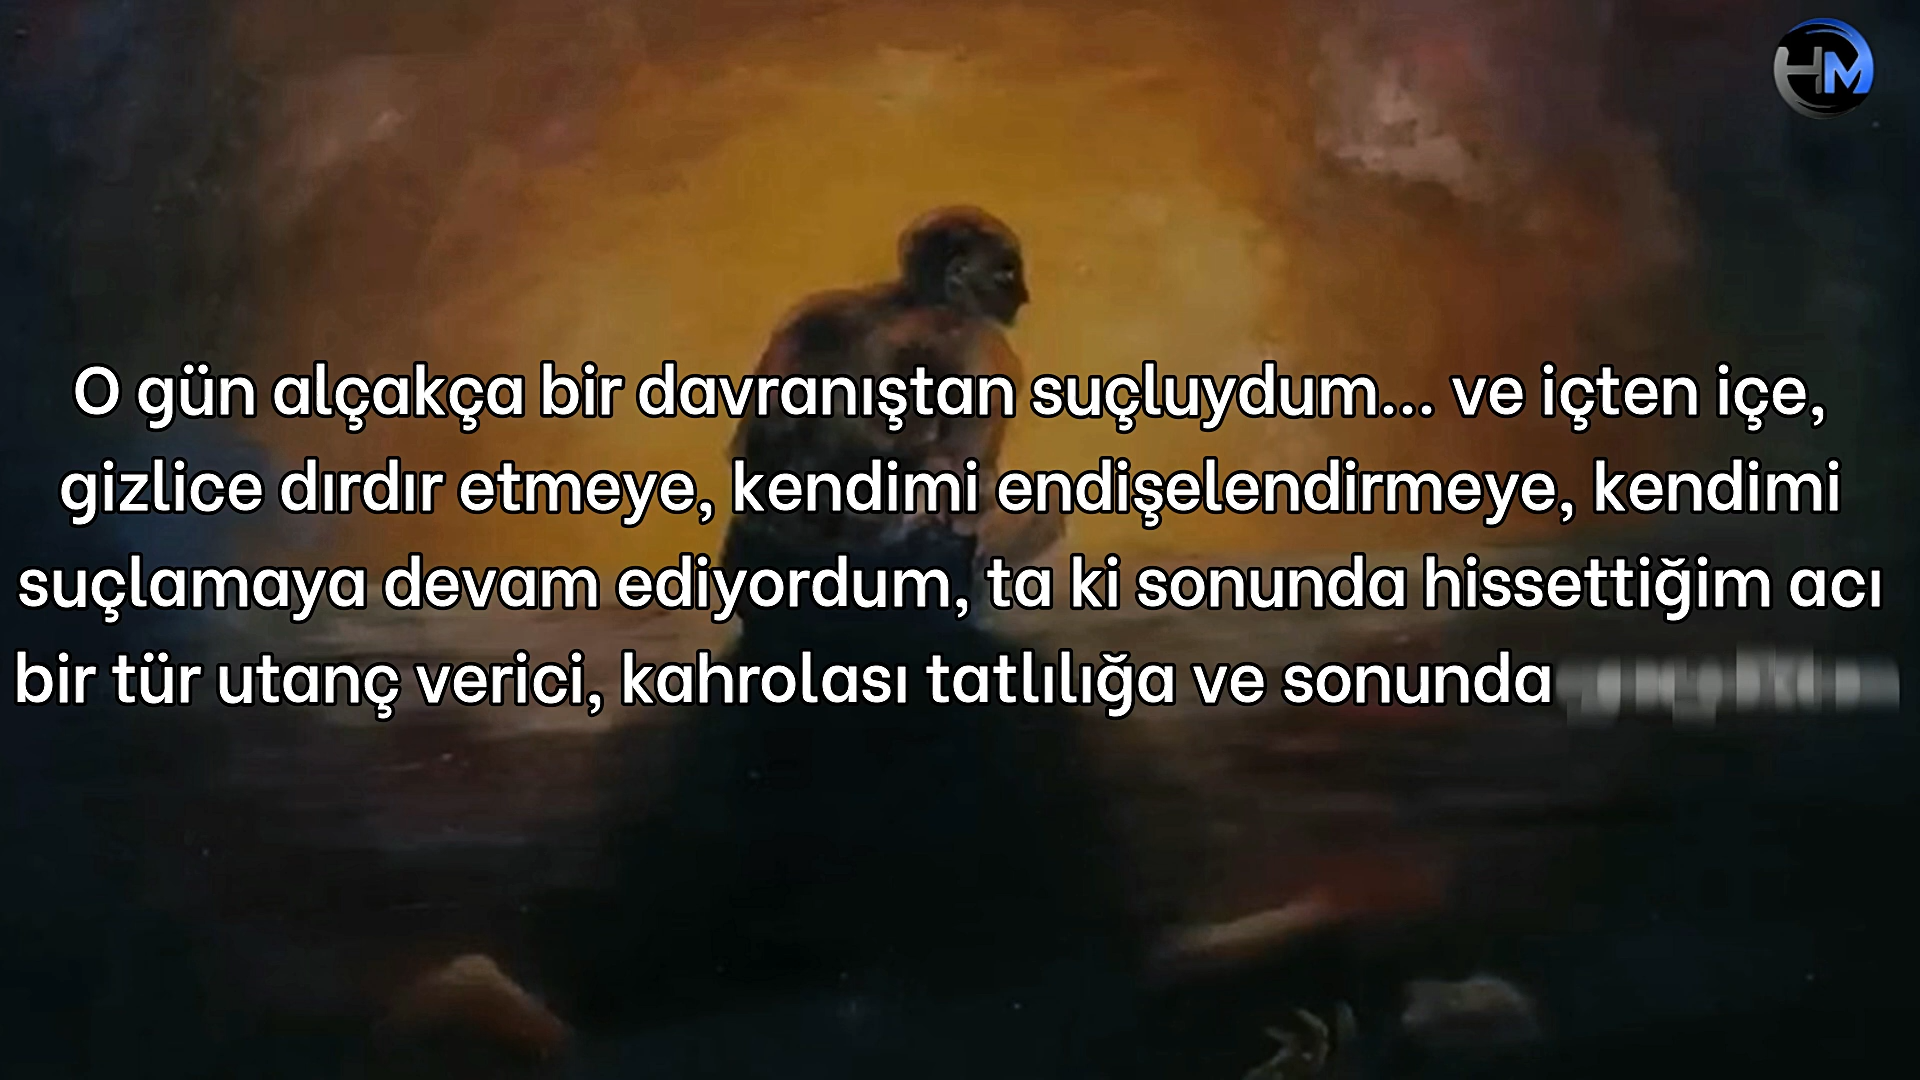 HM
O gün alçakça bir davranıştan suçluydum... ve içten içe,
gizlice dırdır etmeye, kendimi endişelendirmeye, kendimi
suçlamaya devam ediyordum, ta ki sonunda hissettiğim acı
bir tür utanç verici, kahrolası tatlılığa ve sonunda